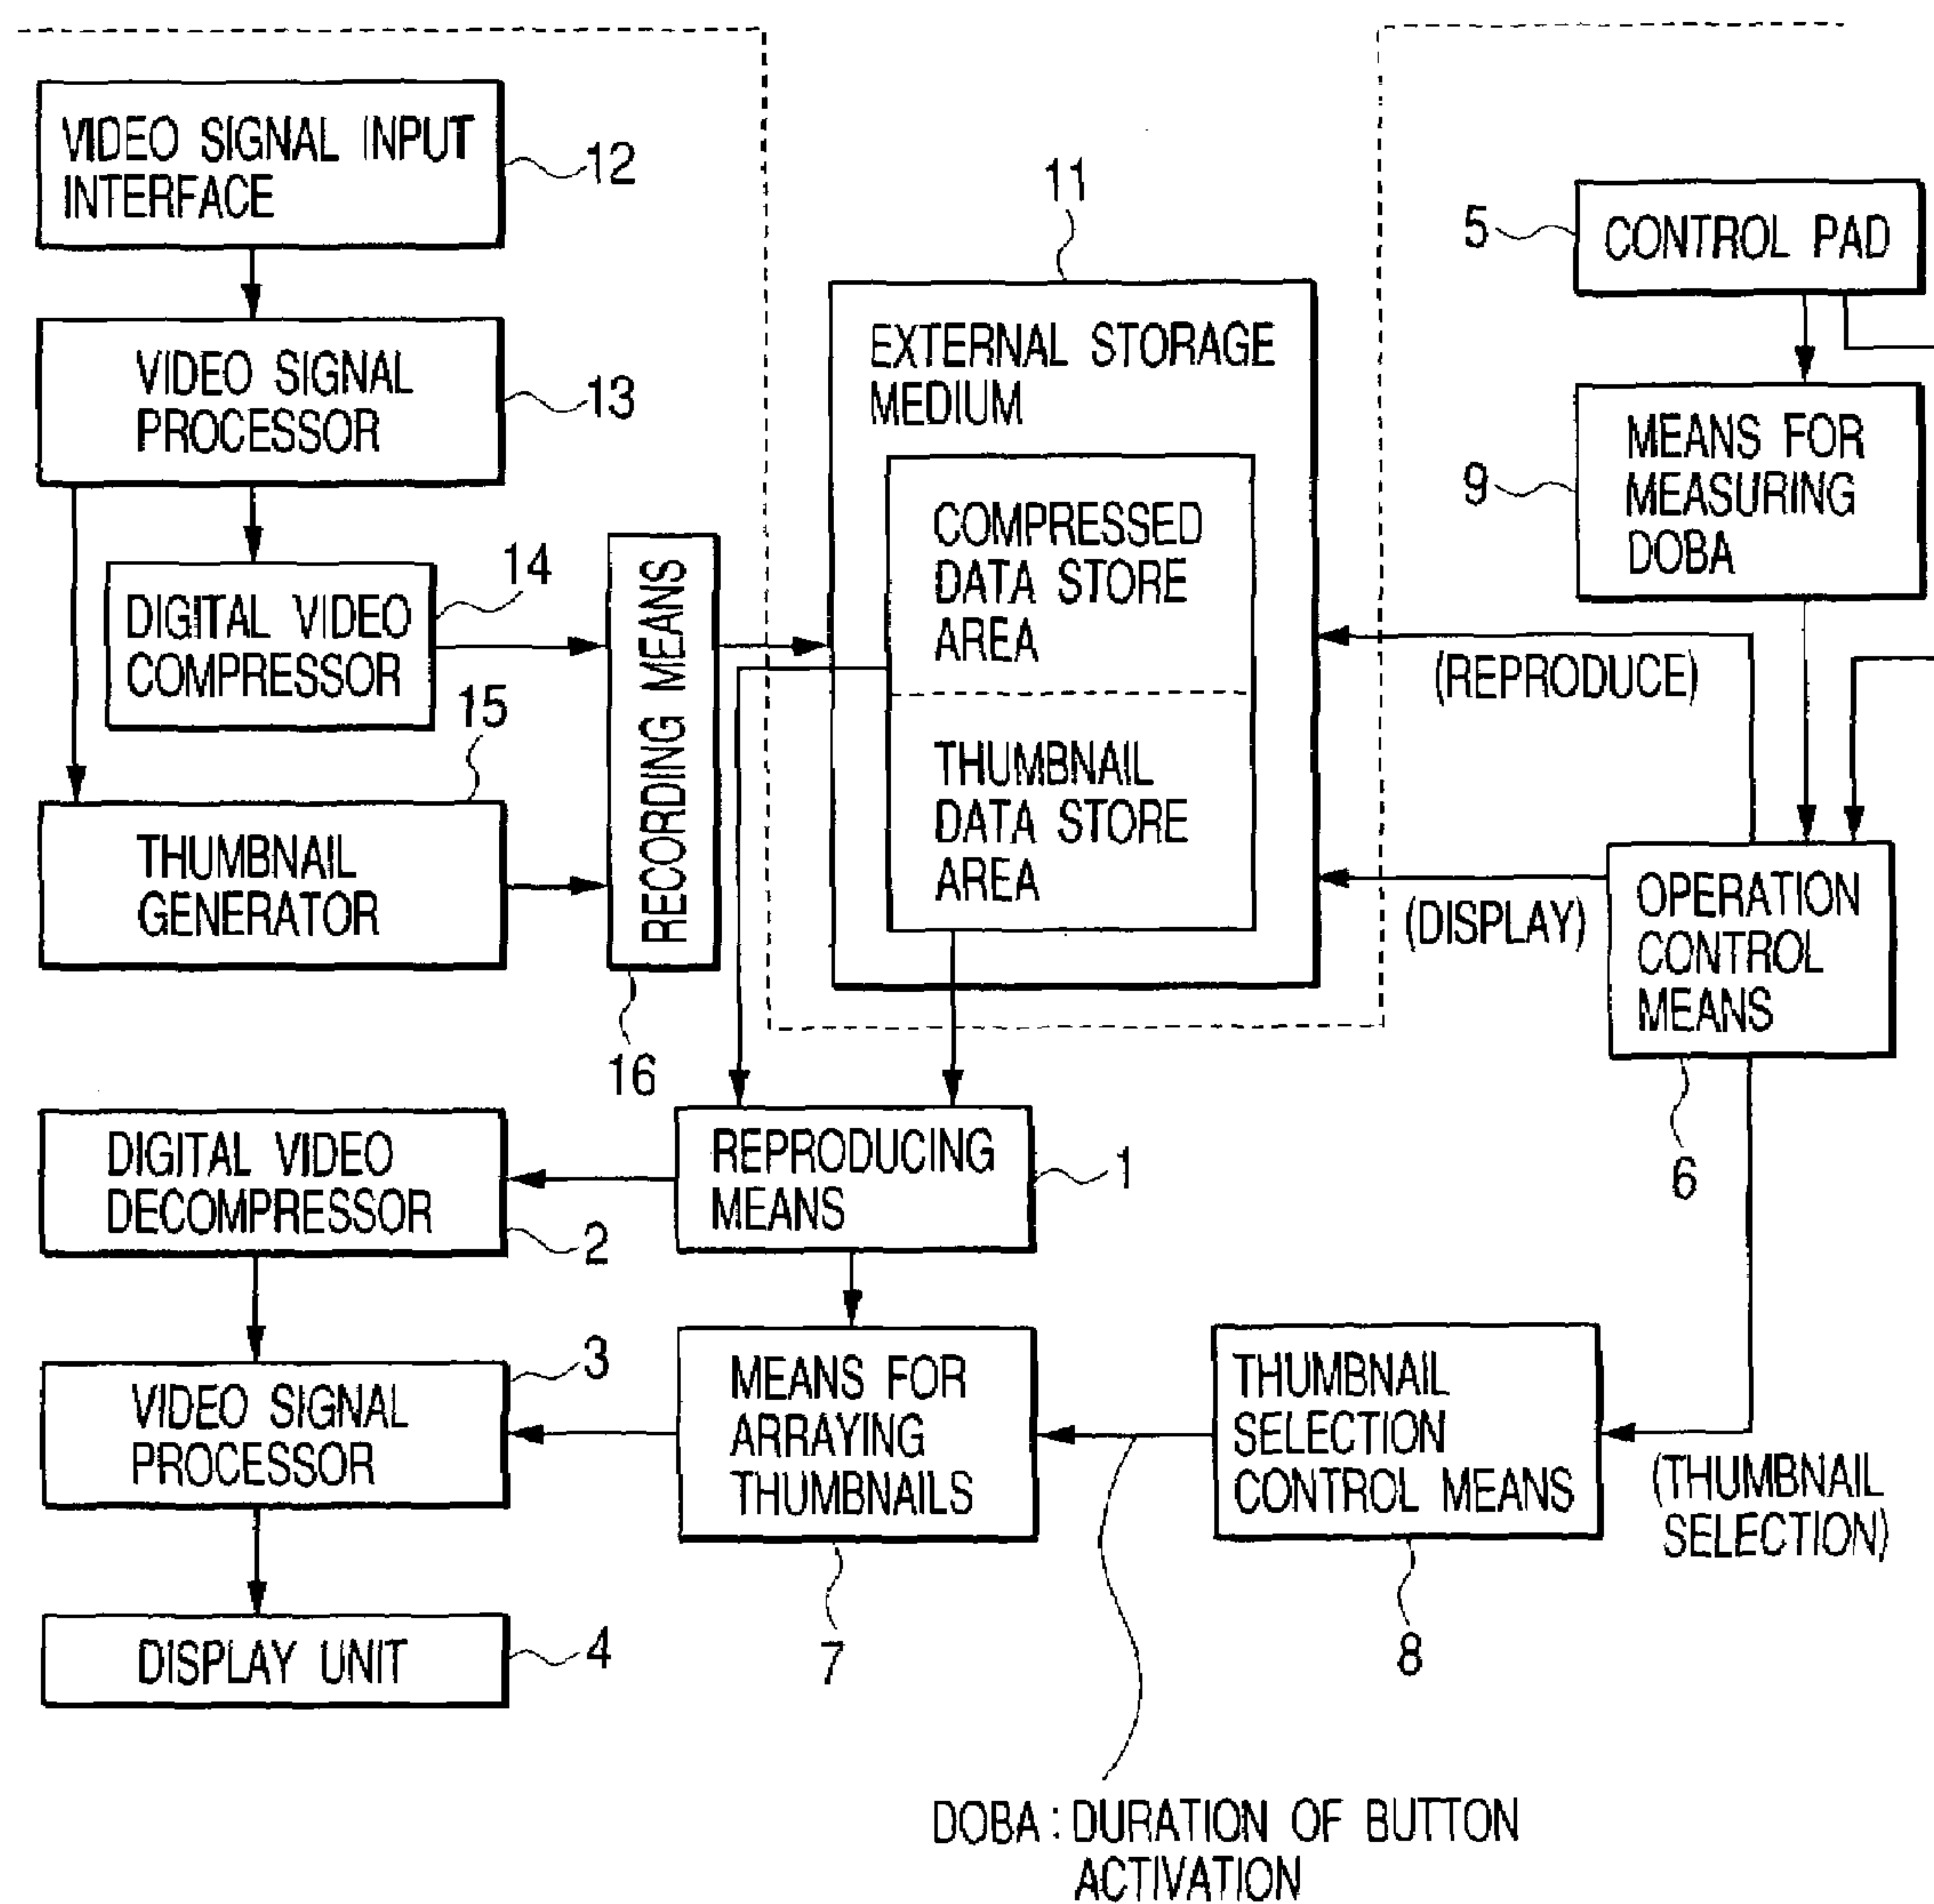 VIDEO SIGNAL INPUT
INTERFACE
12
VIDEO SIGNAL
PROCESSOR
13
DIGITAL VIDEO
COMPRESSOR
14
15
THUMBNAIL
GENERATOR
RECORDING MEANS
16
11
EXTERNAL STORAGE
MEDIUM
COMPRESSED
DATA STORE
AREA
THUMBNAIL
DATA STORE
AREA
5
CONTROL PAD
9
MEANS FOR
MEASURING
DOBA
(REPRODUCE)
(DISPLAY)
OPERATION
CONTROL
MEANS
6
DIGITAL VIDEO
DECOMPRESSOR
2
REPRODUCING
MEANS
1
3
VIDEO SIGNAL
PROCESSOR
MEANS FOR
ARRAYING
THUMBNAILS
7
THUMBNAIL
SELECTION
CONTROL MEANS
8
(THUMBNAIL
SELECTION)
DISPLAY UNIT
4
DOBA : DURATION OF BUTTON
ACTIVATION